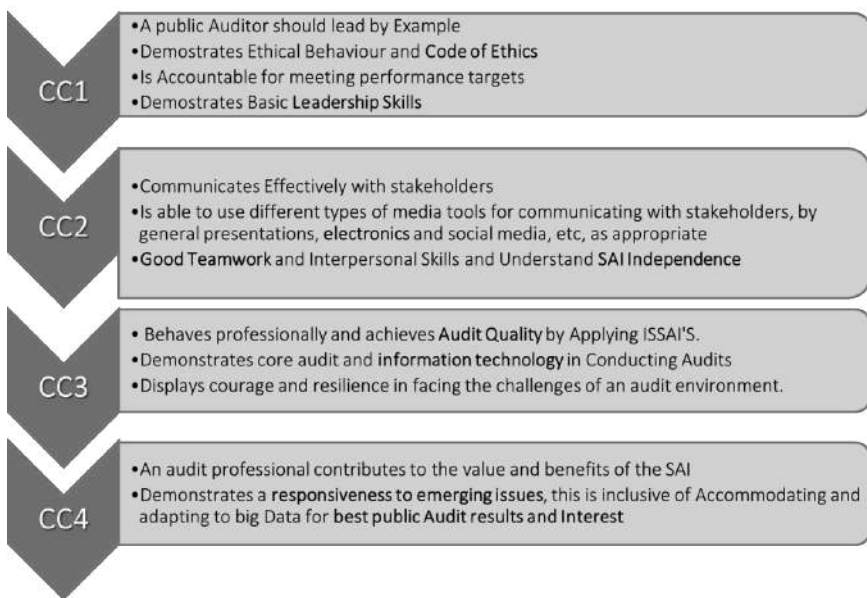 CC1
•A public Auditor should lead by Example
•Demostrates Ethical Behaviour and Code of Ethics
•Is Accountable for meeting performance targets
•Demostrates Basic Leadership Skills
CC2
•Communicates Effectively with stakeholders
•Is able to use different types of media tools for communicating with stakeholders, by
general presentations, electronics and social media, etc, as appropriate
•Good Teamwork and Interpersonal Skills and Understand SAI Independence
CC3
• Behaves professionally and achieves Audit Quality by Applying ISSAI'S.
•Demonstrates core audit and information technology in Conducting Audits
•Displays courage and resilience in facing the challenges of an audit environment.
CC4
•An audit professional contributes to the value and benefits of the SAI
•Demonstrates a responsiveness to emerging issues, this is inclusive of Accommodating and
adapting to big Data for best public Audit results and Interest